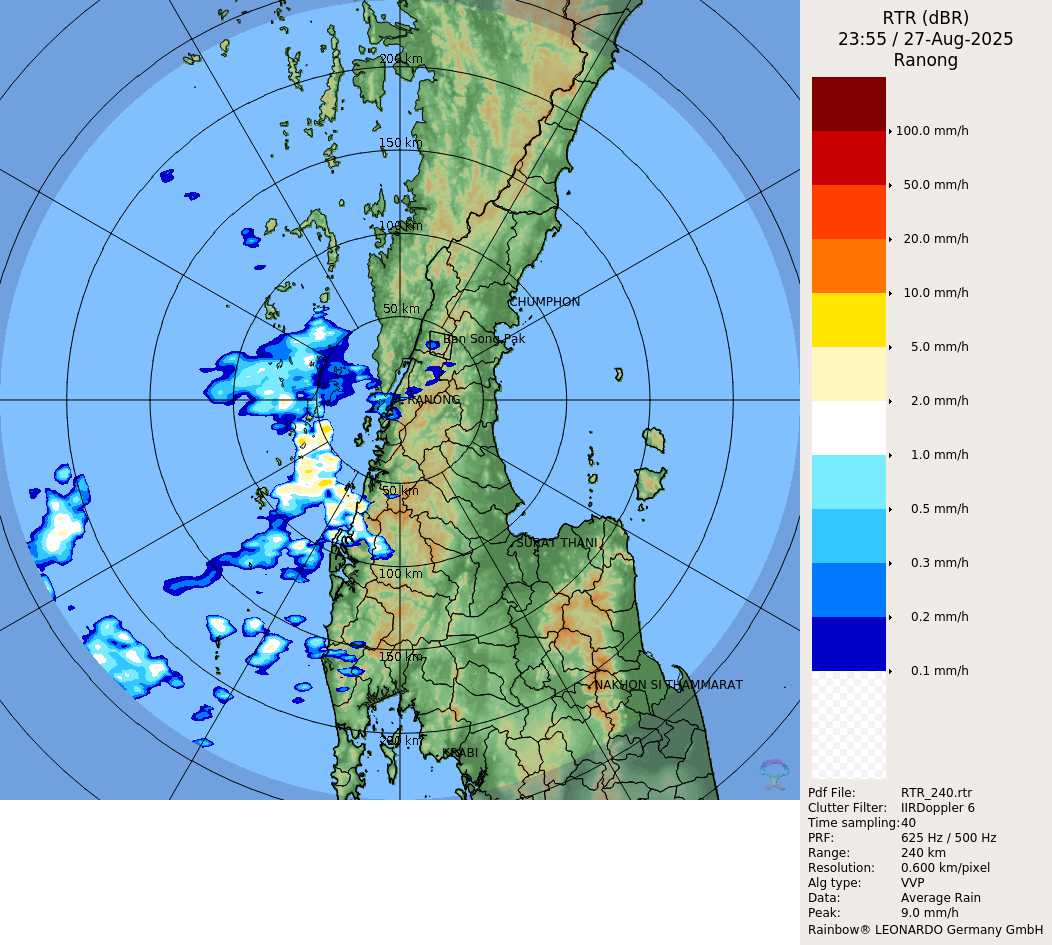 RTR (dBR)
23:55 / 27-Aug-2025
Ranong
200 km
150 km
100 km
50 km
CHUMPHON
Ban Song Pak
RANONG
50 km
SURAT THANI
100 km
150 km
NAKHON SI THAMMARAT
200 km
KRABI
100.0 mm/h
50.0 mm/h
20.0 mm/h
10.0 mm/h
5.0 mm/h
2.0 mm/h
1.0 mm/h
0.5 mm/h
0.3 mm/h
0.2 mm/h
0.1 mm/h
Pdf File: RTR_240.rtr
Clutter Filter: IIRDoppler 6
Time sampling: 40
PRF: 625 Hz / 500 Hz
Range: 240 km
Resolution: 0.600 km/pixel
Alg type: VVP
Data: Average Rain
Peak: 9.0 mm/h
Rainbow® LEONARDO Germany GmbH